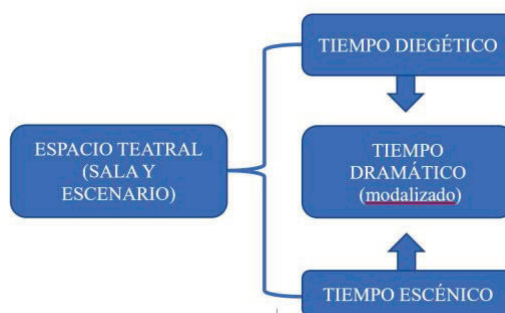 TIEMPO DIEGÉTICO
ESPACIO TEATRAL
(SALA Y
ESCENARIO)
TIEMPO
DRAMÁTICO
(modalizado)
TIEMPO ESCÉNICO